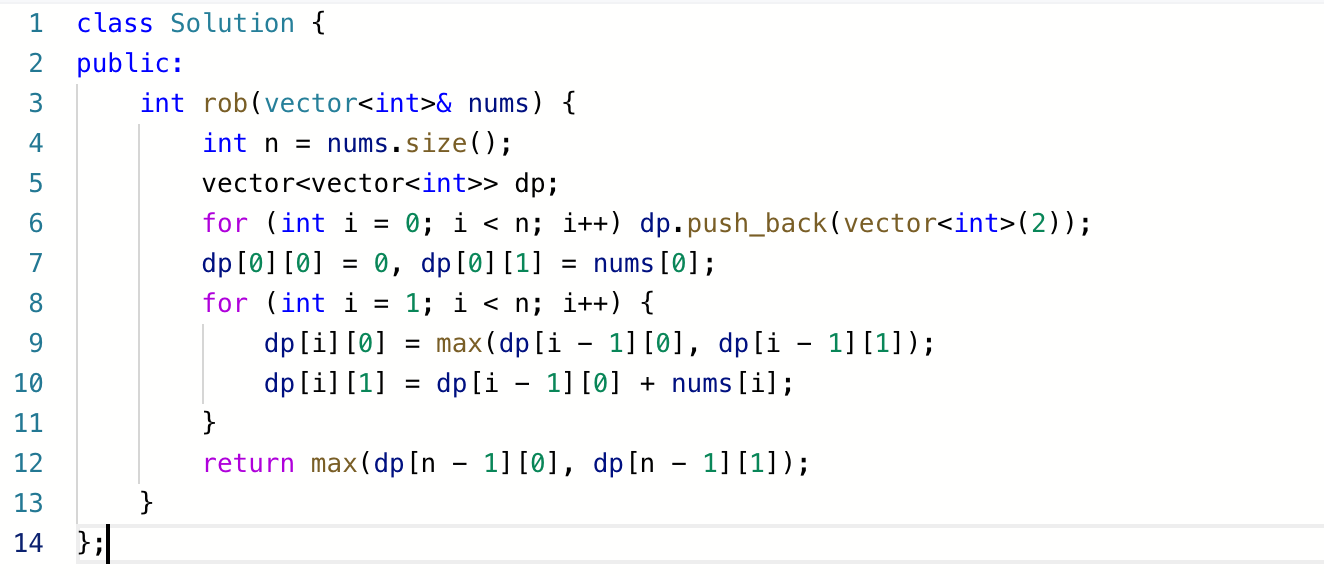 1 class Solution {
2 public:
3     int rob(vector<int>& nums) {
4         int n = nums.size();
5         vector<vector<int>> dp;
6         for (int i = 0; i < n; i++) dp.push_back(vector<int>(2));
7         dp[0][0] = 0, dp[0][1] = nums[0];
8         for (int i = 1; i < n; i++) {
9             dp[i][0] = max(dp[i - 1][0], dp[i - 1][1]);
10             dp[i][1] = dp[i - 1][0] + nums[i];
11         }
12         return max(dp[n - 1][0], dp[n - 1][1]);
13     }
14 };